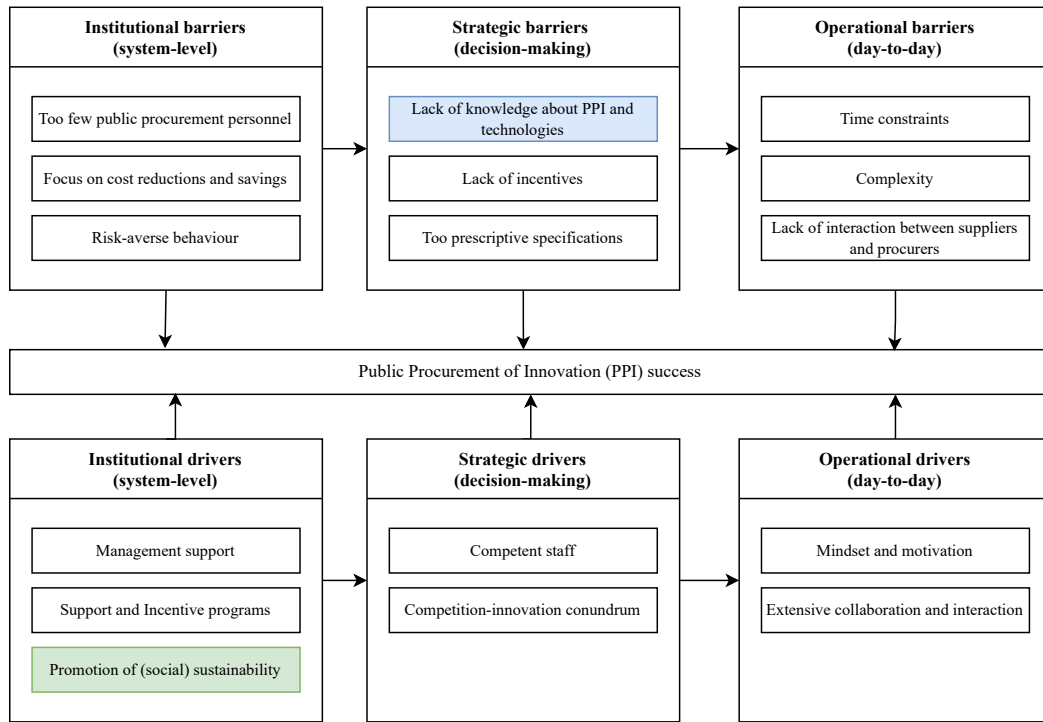 Institutional barriers
(system-level)
Too few public procurement personnel
Focus on cost reductions and savings
Risk-averse behaviour
Strategic barriers
(decision-making)
Lack of knowledge about PPI and
technologies
Lack of incentives
Too prescriptive specifications
Operational barriers
(day-to-day)
Time constraints
Complexity
Lack of interaction between suppliers
and procurers
Public Procurement of Innovation (PPI) success
Institutional drivers
(system-level)
Management support
Support and Incentive programs
Promotion of (social) sustainability
Strategic drivers
(decision-making)
Competent staff
Competition-innovation conundrum
Operational drivers
(day-to-day)
Mindset and motivation
Extensive collaboration and interaction